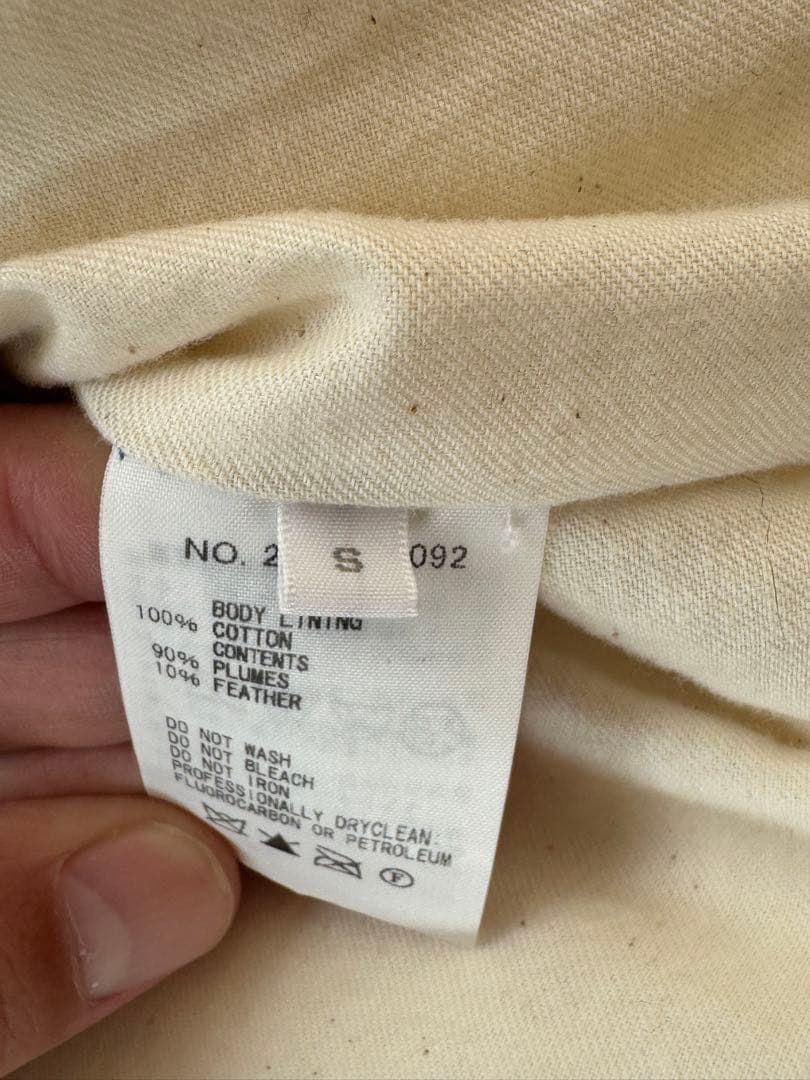 NO. 2 092
S
BODY LINING
100% COTTON
CONTENTS
90% PLUMES
10% FEATHER
DO NOT WASH
DO NOT BLEACH
DO NOT IRON
PROFESSIONALLY DRYCLEAN:
FLUOROCARBON OR PETROLEUM
F